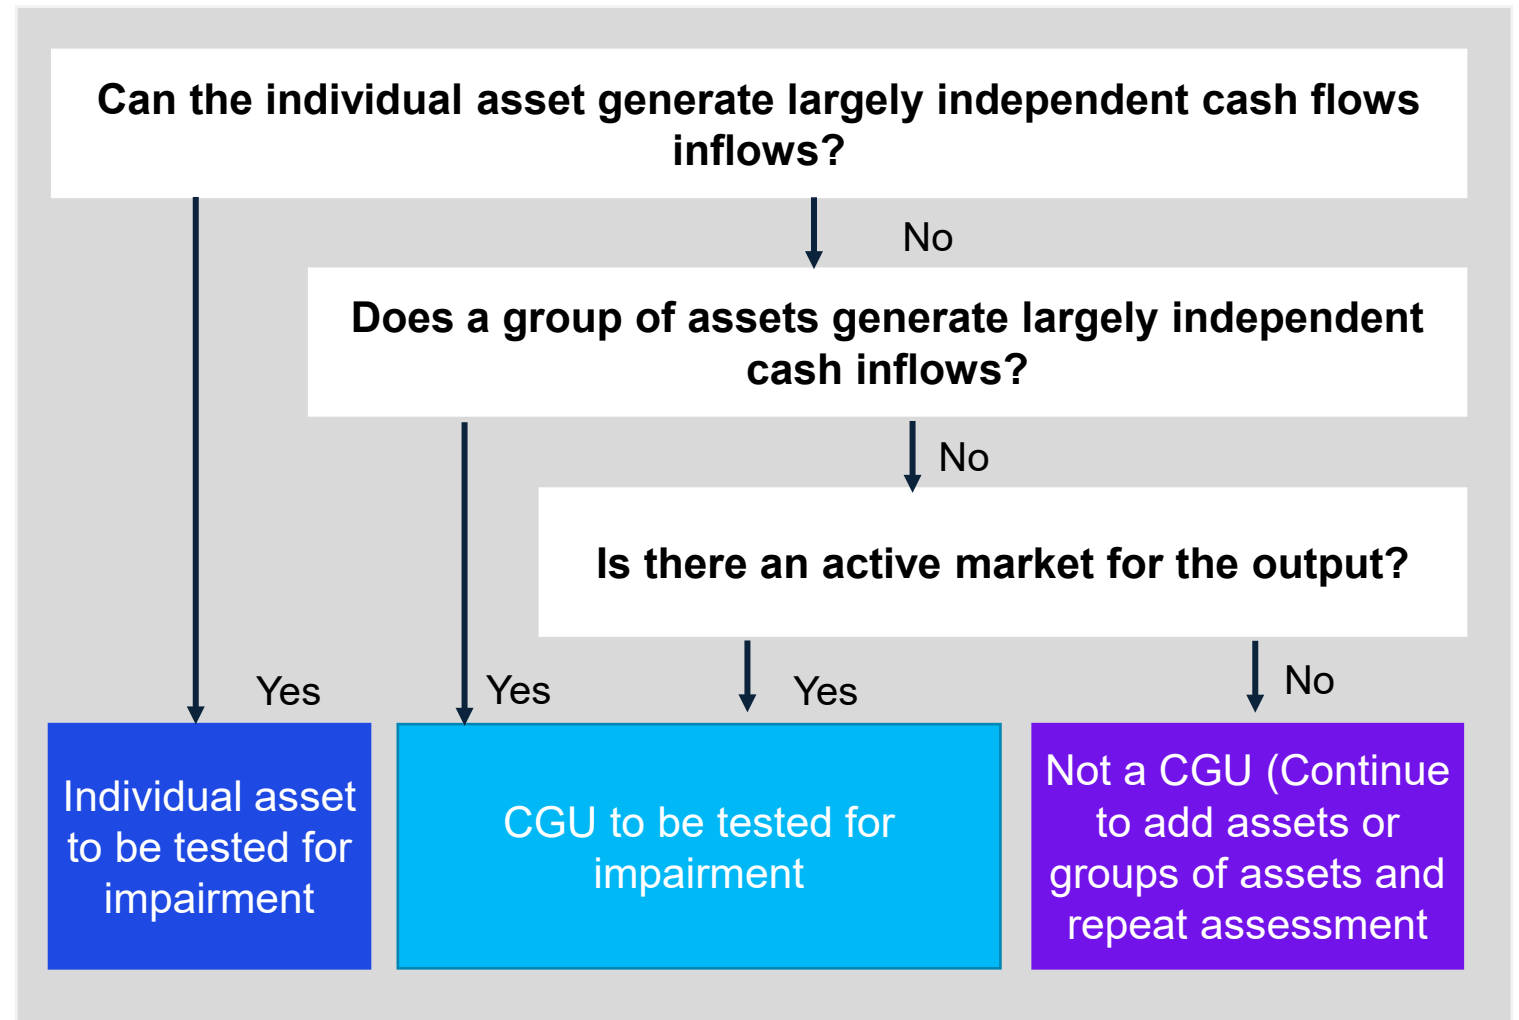 Can the individual asset generate largely independent cash flows
inflows?
No
Does a group of assets generate largely independent
cash inflows?
No
Is there an active market for the output?
Yes
Yes
Yes
No
Individual asset
to be tested for
impairment
CGU to be tested for
impairment
Not a CGU (Continue
to add assets or
groups of assets and
repeat assessment